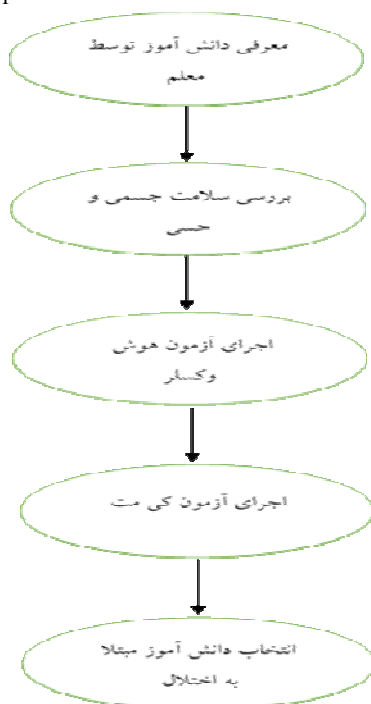 معرفی دانش آموز توسط
معلم
بررسی سلامت جسمی و
حسی
اجرای آزمون هوش
وکسلر
اجرای آزمون کی مت
انتخاب دانش آموز مبتلا
به اختلال